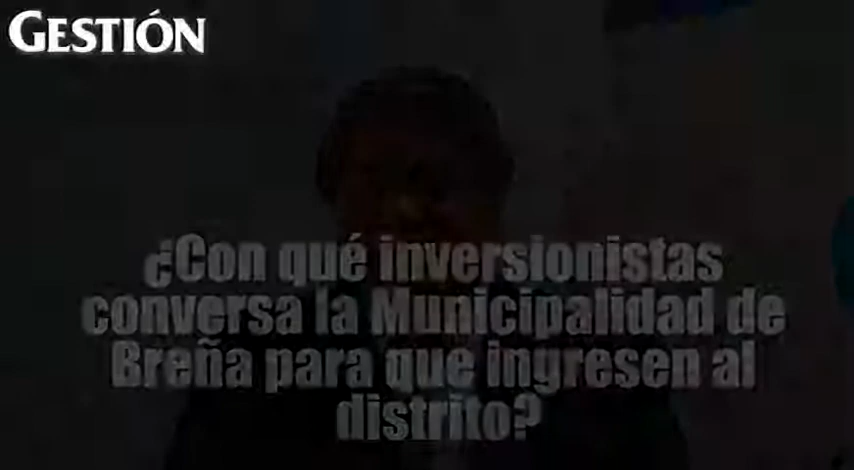 GESTIÓN
¿Con qué inversionistas
conversa la Municipalidad de
Breña para que ingresen al
distrito?